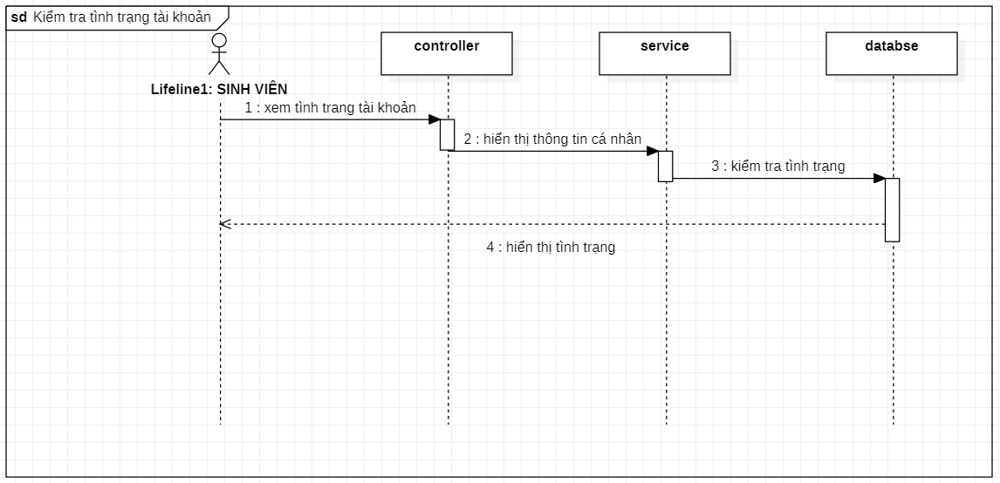 sd Kiểm tra tình trạng tài khoản
controller
service
databse
Lifeline1: SINH VIÊN
1 : xem tình trang tài khoản
2 : hiển thị thông tin cá nhân
3 : kiểm tra tình trạng
4 : hiển thị tình trạng